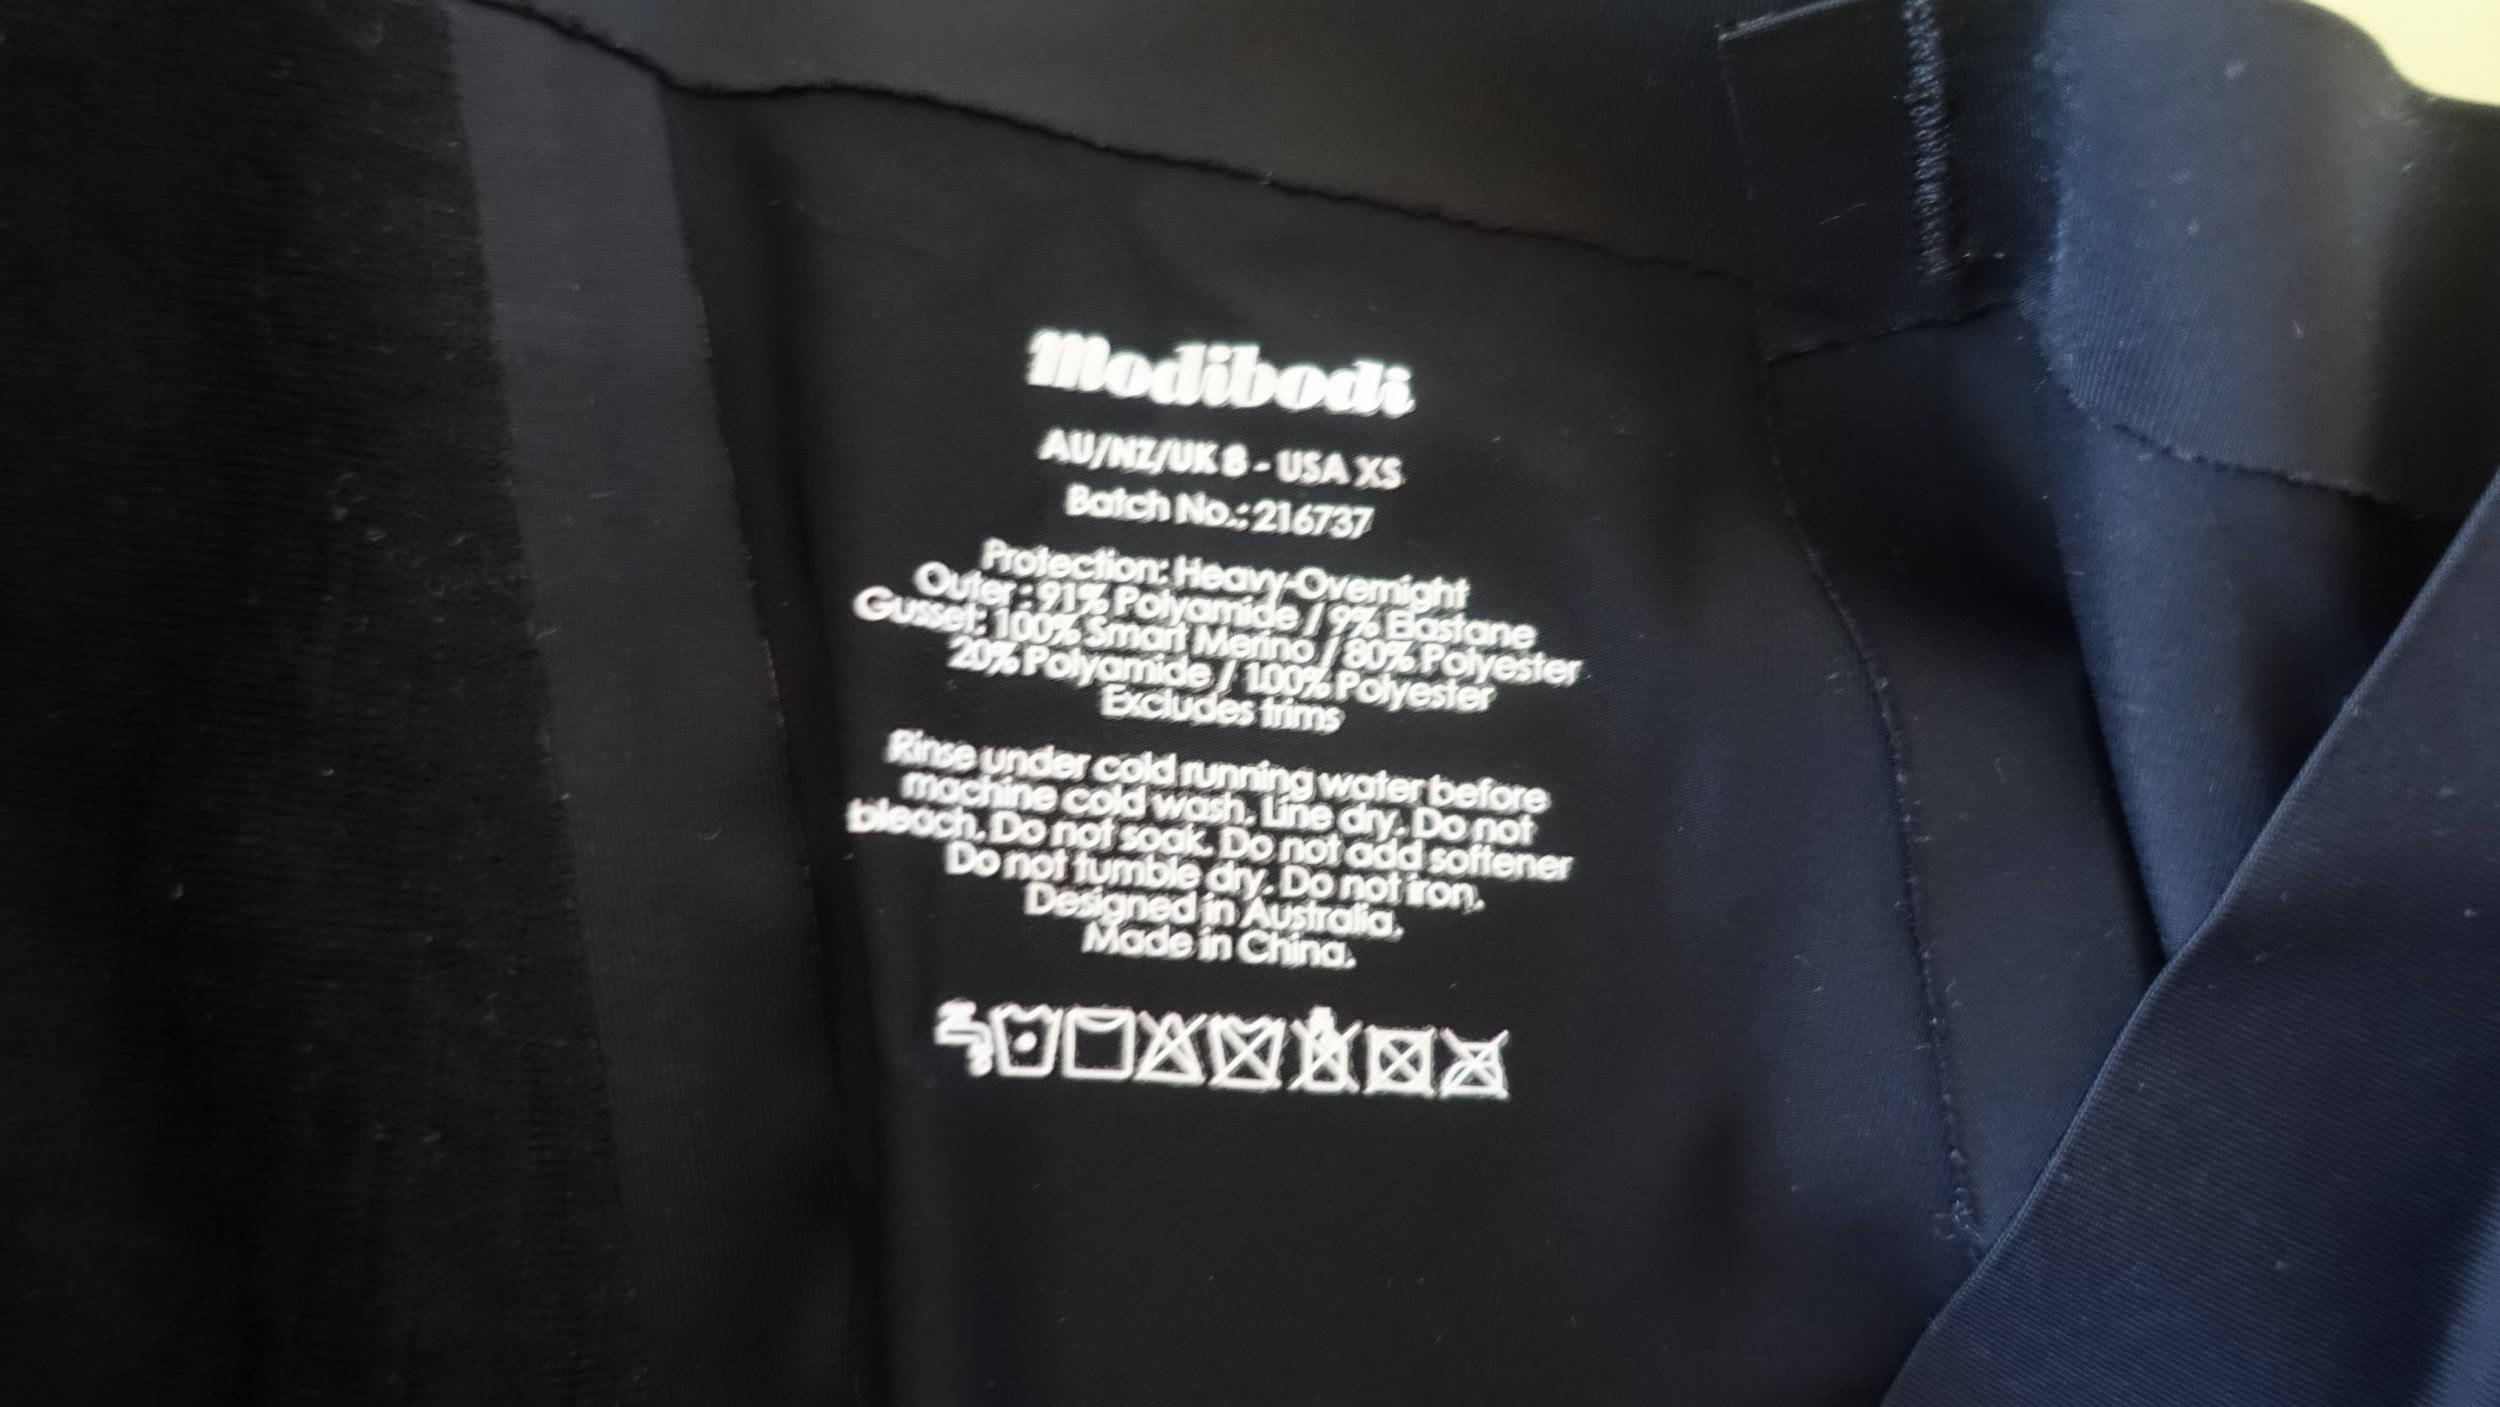 Modibodi
AU/NZ/UK 8 - USA XS
Batch No.: 216737
Protection: Heavy-Overnight
Outer : 91% Polyamide / 9% Elastane
Gusset: 100% Smart Merino / 80% Polyester
20% Polyamide / 100% Polyester
Excludes trims
Rinse under cold running water before
machine cold wash. Line dry. Do not
bleach. Do not soak. Do not add softener
Do not tumble dry. Do not iron.
Designed in Australia.
Made in China.